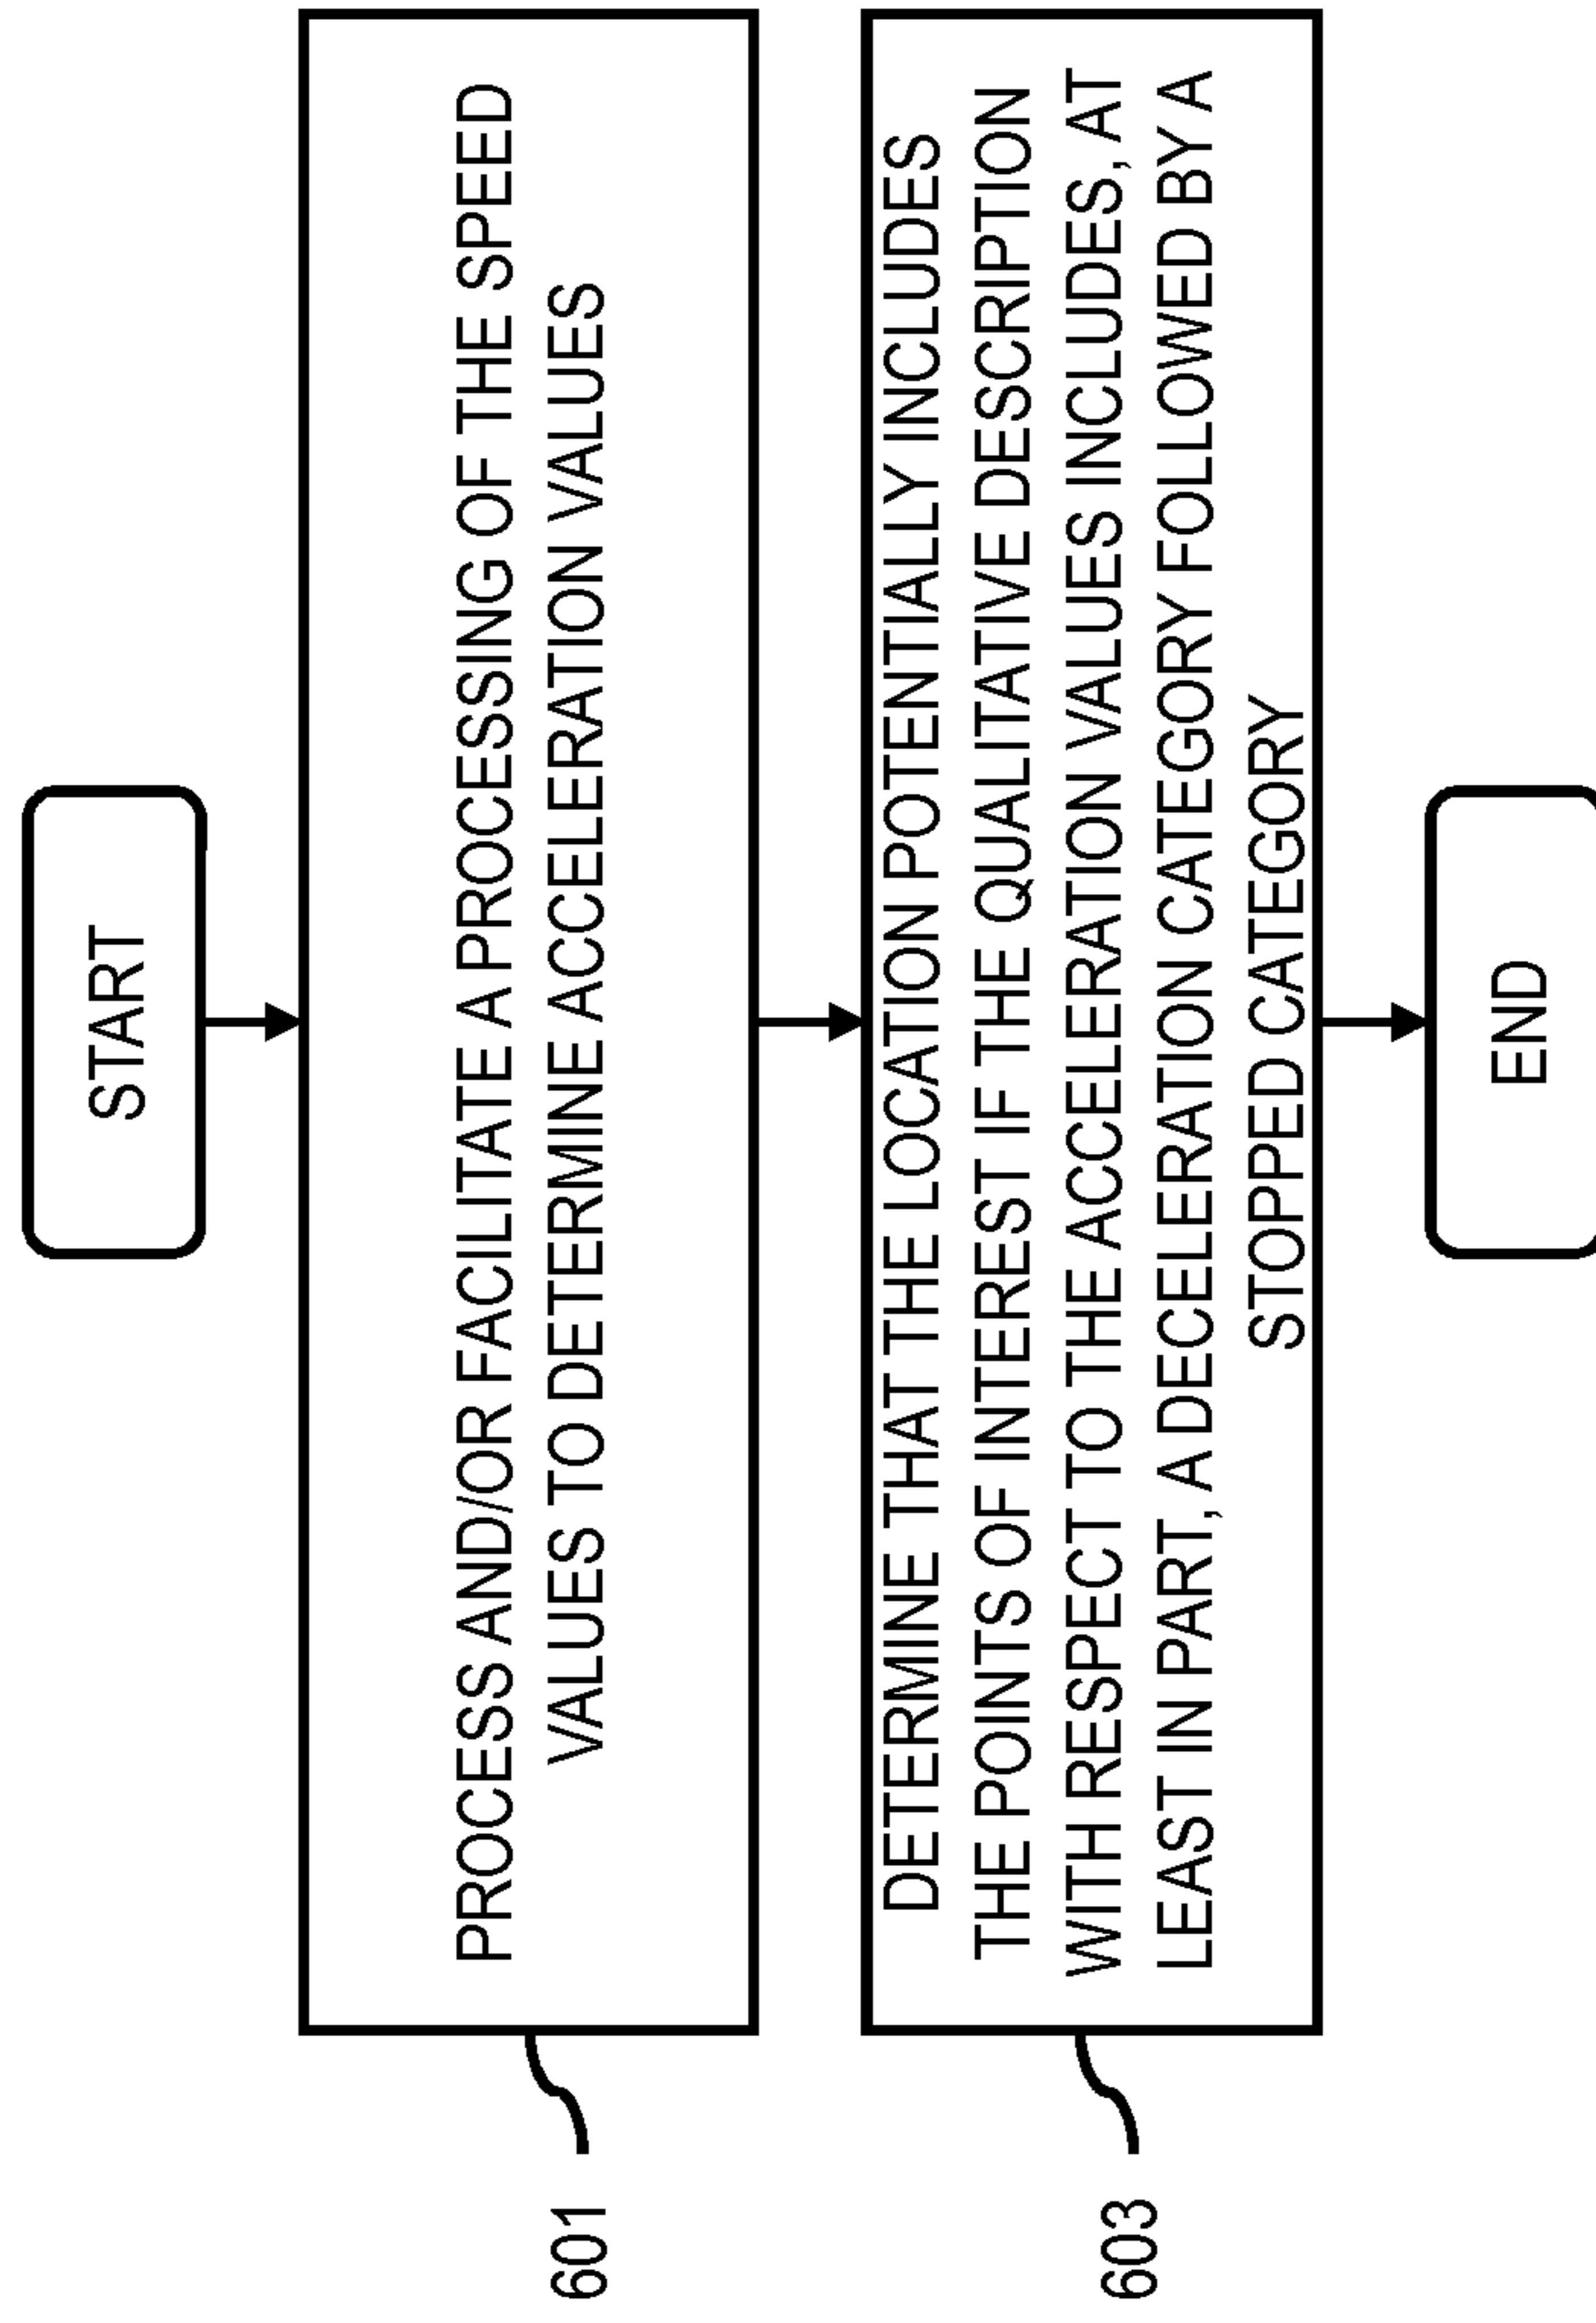 START
601
PROCESS AND/OR FACILITATE A PROCESSING OF THE SPEED
VALUES TO DETERMINE ACCELERATION VALUES
603
DETERMINE THAT THE LOCATION POTENTIALLY INCLUDES
THE POINTS OF INTEREST IF THE QUALITATIVE DESCRIPTION
WITH RESPECT TO THE ACCELERATION VALUES INCLUDES, AT
LEAST IN PART, A DECELERATION CATEGORY FOLLOWED BY A
STOPPED CATEGORY
END